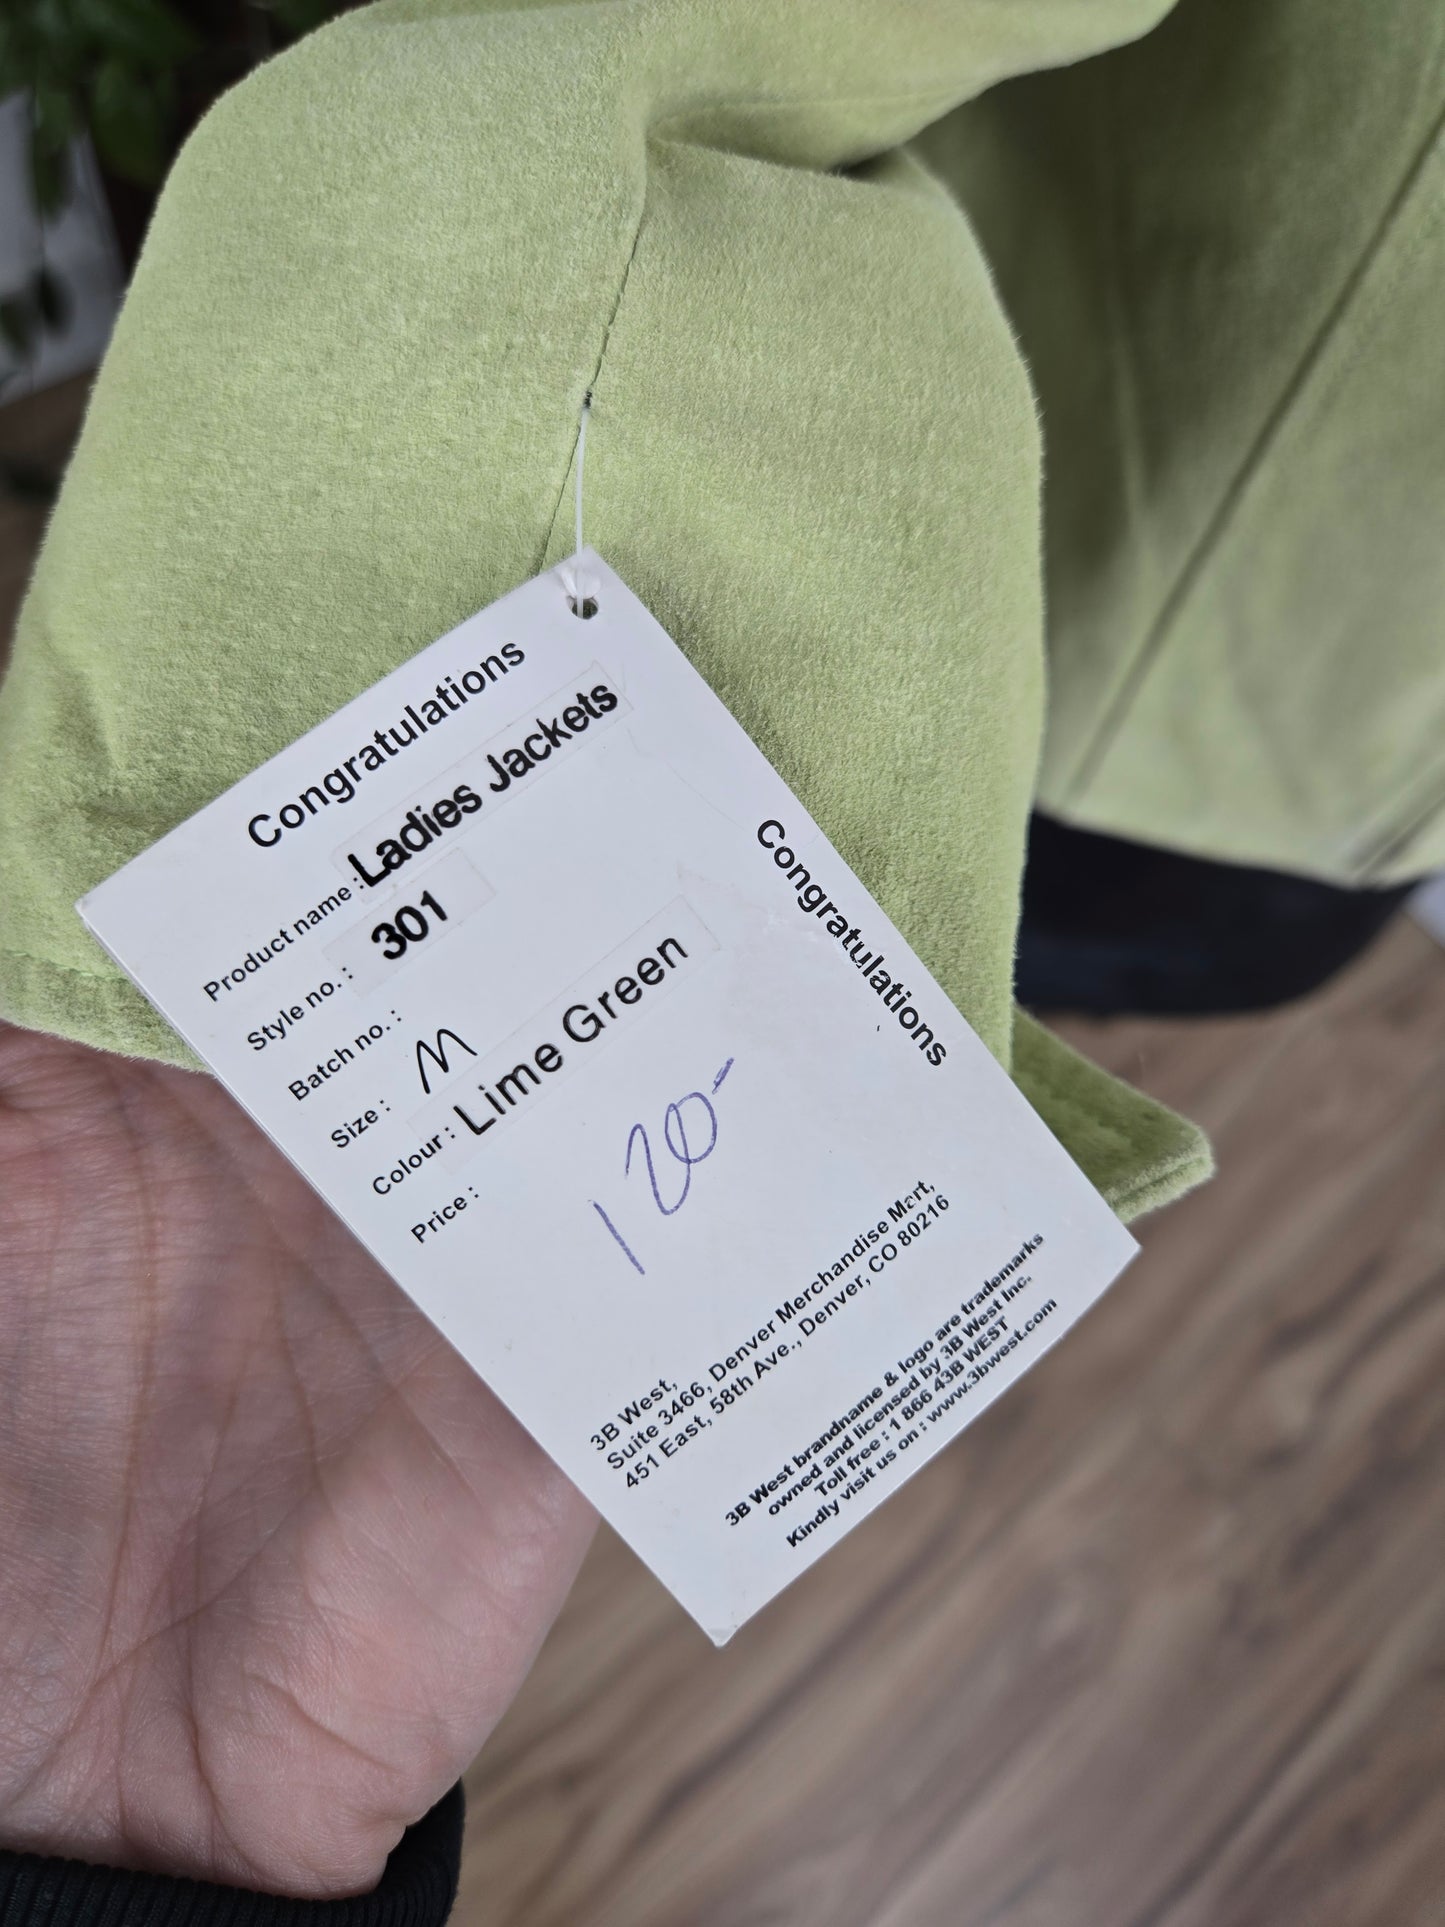 Congratulations
Product name : Ladies Jackets
Style no. : 301
Batch no. :
Size : M
Colour : Lime Green
Price : 120-
Congratulations
3B West,
Suite 3466, Denver Merchandise Mart,
451 East, 58th Ave., Denver, CO 80216
3B West brandname & logo are trademarks
owned and licensed by 3B West Inc.
Toll free : 1 866 43B WEST
Kindly visit us on : www.3bwest.com